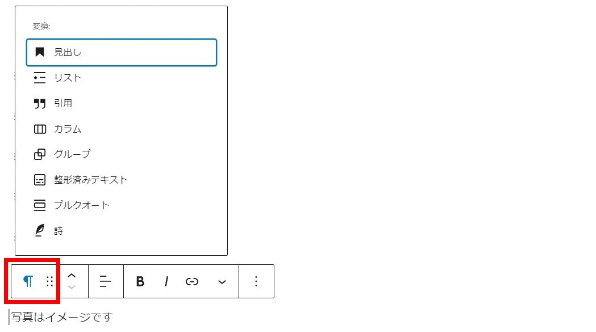 変換:
見出し
リスト
引用
カラム
グループ
整形済みテキスト
プルクオート
詩
B I
写真はイメージです